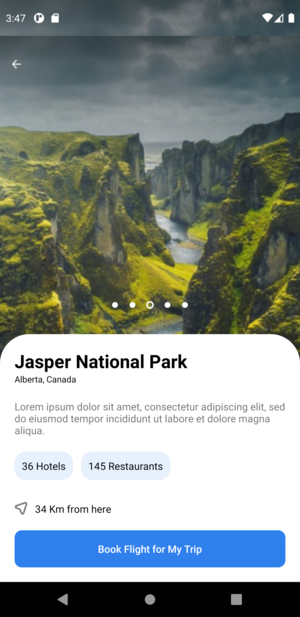 3:47
Jasper National Park
Alberta, Canada
Lorem ipsum dolor sit amet, consectetur adipiscing elit, sed
do eiusmod tempor incididunt ut labore et dolore magna
aliqua.
36 Hotels
145 Restaurants
34 Km from here
Book Flight for My Trip